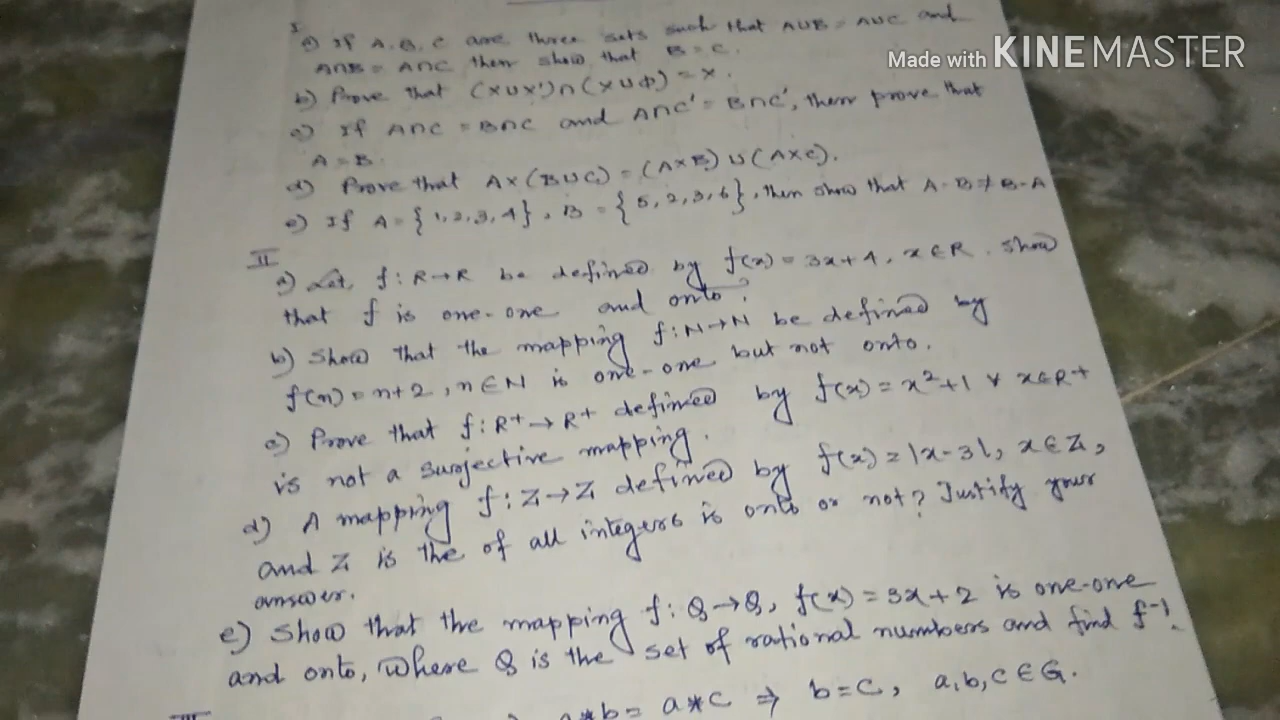 Made with KINEMASTER
I
a) If A, B, C are three sets such that A∪B = A∪C and
A∩B = A∩C then show that B = C.
b) Prove that (X∪X')∩(X∪Φ) = X.
c) If A∩C = B∩C and A∩C' = B∩C', then prove that
A = B.
d) Prove that A×(B∪C) = (A×B)∪(A×C).
e) If A = {1,2,3,4}, B = {5,2,3,6}, then show that A-B≠B-A
II
a) Let f:R→R be defined by f(x) = 3x+4, x∈R. Show
that f is one-one and onto?
b) Show that the mapping f:N→N be defined by
f(n) = n+2, n∈N is one-one but not onto.
c) Prove that f:R+→R+ defined by f(x) = x²+1 ∀ x∈R+
is not a surjective mapping.
d) A mapping f:Z→Z defined by f(x) = |x-3|, x∈Z,
and Z is the of all integers is onto or not? Justify your
answer.
e) Show that the mapping f:Q→Q, f(x) = 3x+2 is one-one
and onto, where Q is the set of rational numbers and find f⁻¹.
a*b = a*c ⇒ b=c, a,b,c∈G.